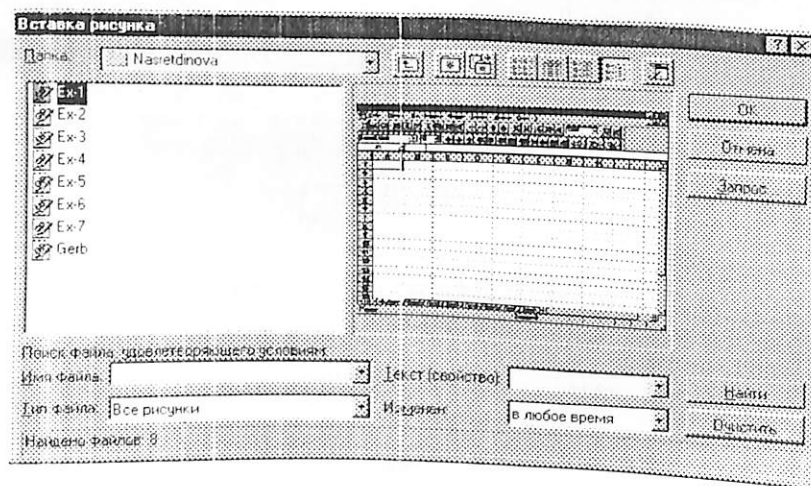 Вставка рисунка
Папка: Nasretdinova
Ex-1
Ex-2
Ex-3
Ex-4
Ex-5
Ex-6
Ex-7
Gerb
OK
Отмена
Запрос...
Поиск файла, удовлетворяющего условиям:
Имя файла: Текст (свойство):
Найти
Тип файла: Все рисунки Изменен: в любое время
Очистить
Найдено файлов: 8